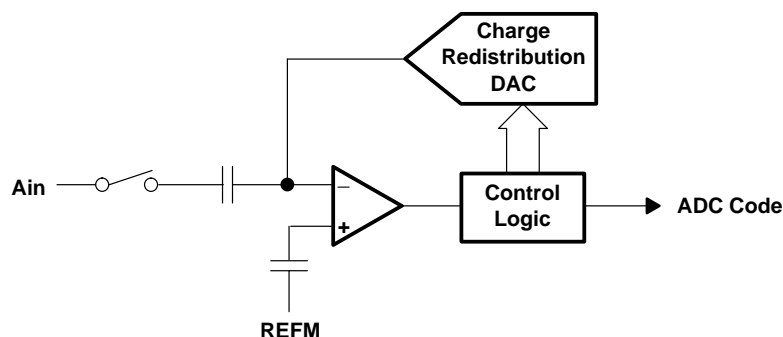 Charge
Redistribution
DAC
Ain
−
+
Control
Logic
ADC Code
REFM